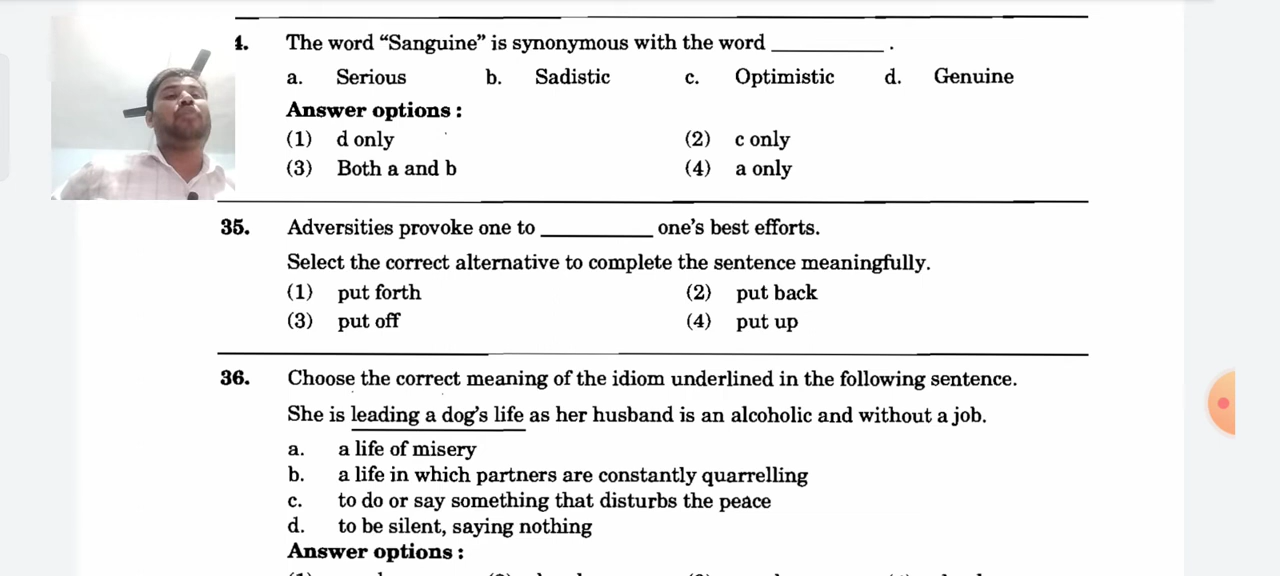 4. The word “Sanguine” is synonymous with the word __________ .
a. Serious b. Sadistic c. Optimistic d. Genuine
Answer options :
(1) d only (2) c only
(3) Both a and b (4) a only
35. Adversities provoke one to __________ one’s best efforts.
Select the correct alternative to complete the sentence meaningfully.
(1) put forth (2) put back
(3) put off (4) put up
36. Choose the correct meaning of the idiom underlined in the following sentence.
She is leading a dog’s life as her husband is an alcoholic and without a job.
a. a life of misery
b. a life in which partners are constantly quarrelling
c. to do or say something that disturbs the peace
d. to be silent, saying nothing
Answer options :